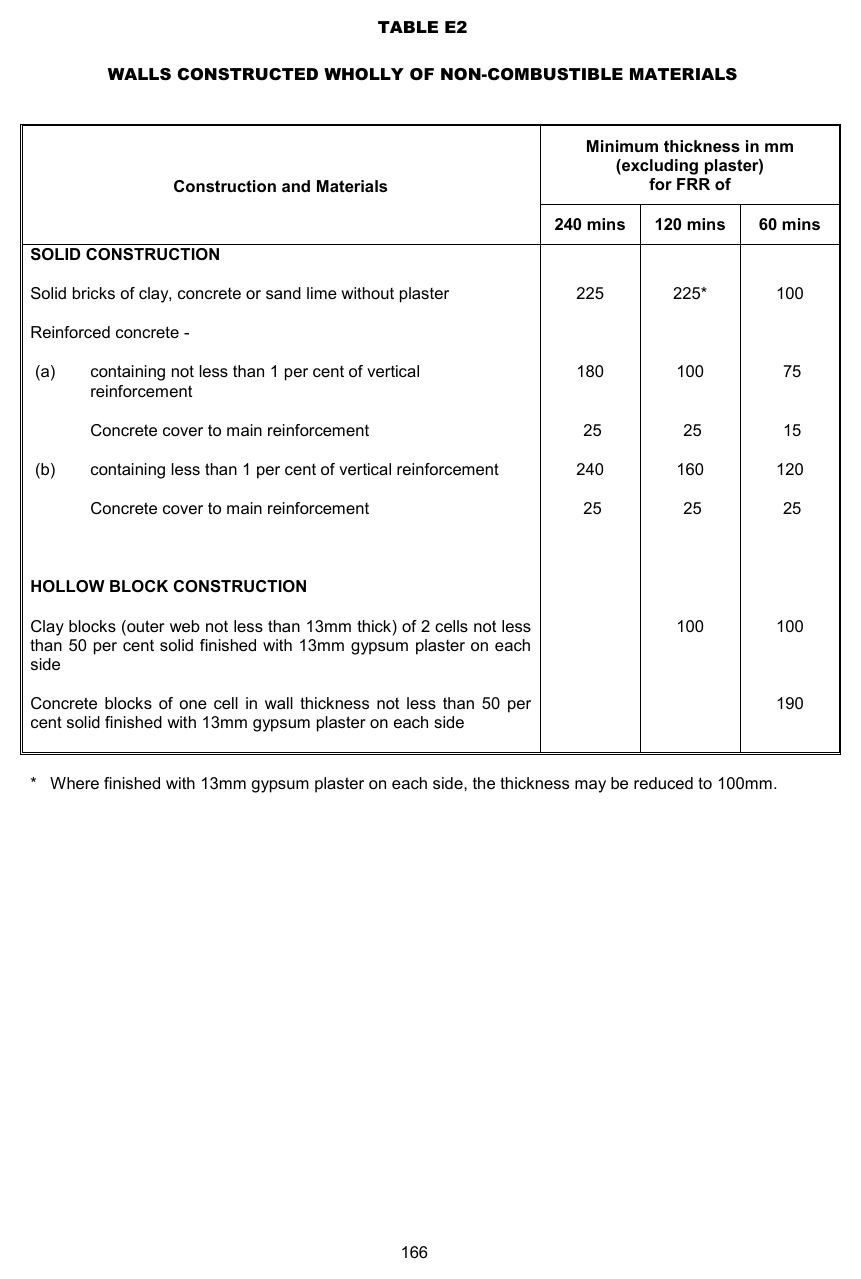 TABLE E2
WALLS CONSTRUCTED WHOLLY OF NON-COMBUSTIBLE MATERIALS
Construction and Materials
Minimum thickness in mm
(excluding plaster)
for FRR of
240 mins 120 mins 60 mins
SOLID CONSTRUCTION
Solid bricks of clay, concrete or sand lime without plaster 225 225* 100
Reinforced concrete -
(a) containing not less than 1 per cent of vertical 180 100 75
reinforcement
Concrete cover to main reinforcement 25 25 15
(b) containing less than 1 per cent of vertical reinforcement 240 160 120
Concrete cover to main reinforcement 25 25 25
HOLLOW BLOCK CONSTRUCTION
Clay blocks (outer web not less than 13mm thick) of 2 cells not less 100 100
than 50 per cent solid finished with 13mm gypsum plaster on each
side
Concrete blocks of one cell in wall thickness not less than 50 per 190
cent solid finished with 13mm gypsum plaster on each side
* Where finished with 13mm gypsum plaster on each side, the thickness may be reduced to 100mm.
166